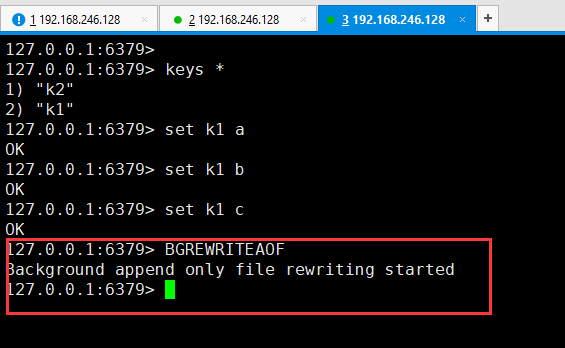 1 192.168.246.128 × 2 192.168.246.128 × 3 192.168.246.128 × +
127.0.0.1:6379>
127.0.0.1:6379> keys *
1) "k2"
2) "k1"
127.0.0.1:6379> set k1 a
OK
127.0.0.1:6379> set k1 b
OK
127.0.0.1:6379> set k1 c
OK
127.0.0.1:6379> BGREWRITEAOF
Background append only file rewriting started
127.0.0.1:6379>